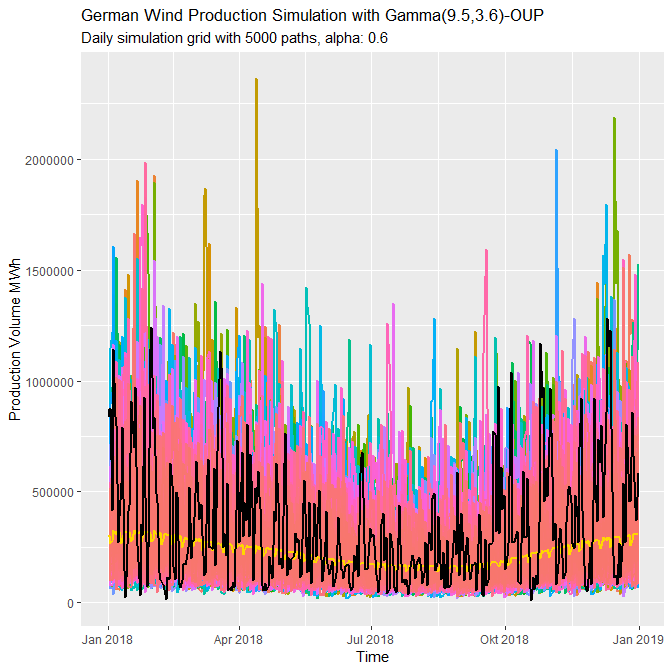 German Wind Production Simulation with Gamma(9.5,3.6)-OUP
Daily simulation grid with 5000 paths, alpha: 0.6
Production Volume MWh
2000000
1500000
1000000
500000
0
Jan 2018
Apr 2018
Jul 2018
Okt 2018
Jan 2019
Time